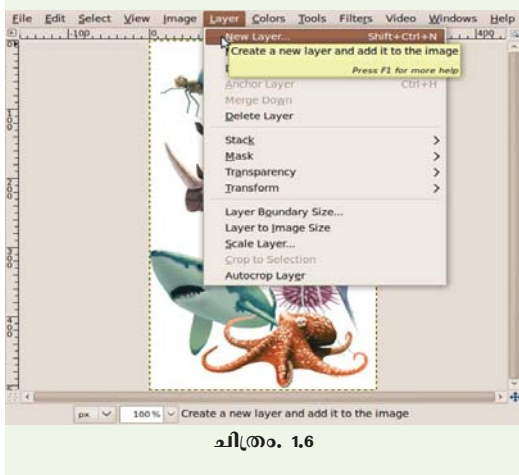 File Edit Select View Image Layer Colors Tools Filters Video Windows Help
-100 0 400
New Layer... Shift+Ctrl+N
Create a new layer and add it to the image
Press F1 for more help
Anchor Layer Ctrl+H
Merge Down
Delete Layer
Stack
Mask
Transparency
Transform
Layer Boundary Size...
Layer to Image Size
Scale Layer...
Crop to Selection
Autocrop Layer
px 100 % Create a new layer and add it to the image
ചിത്രം. 1.6